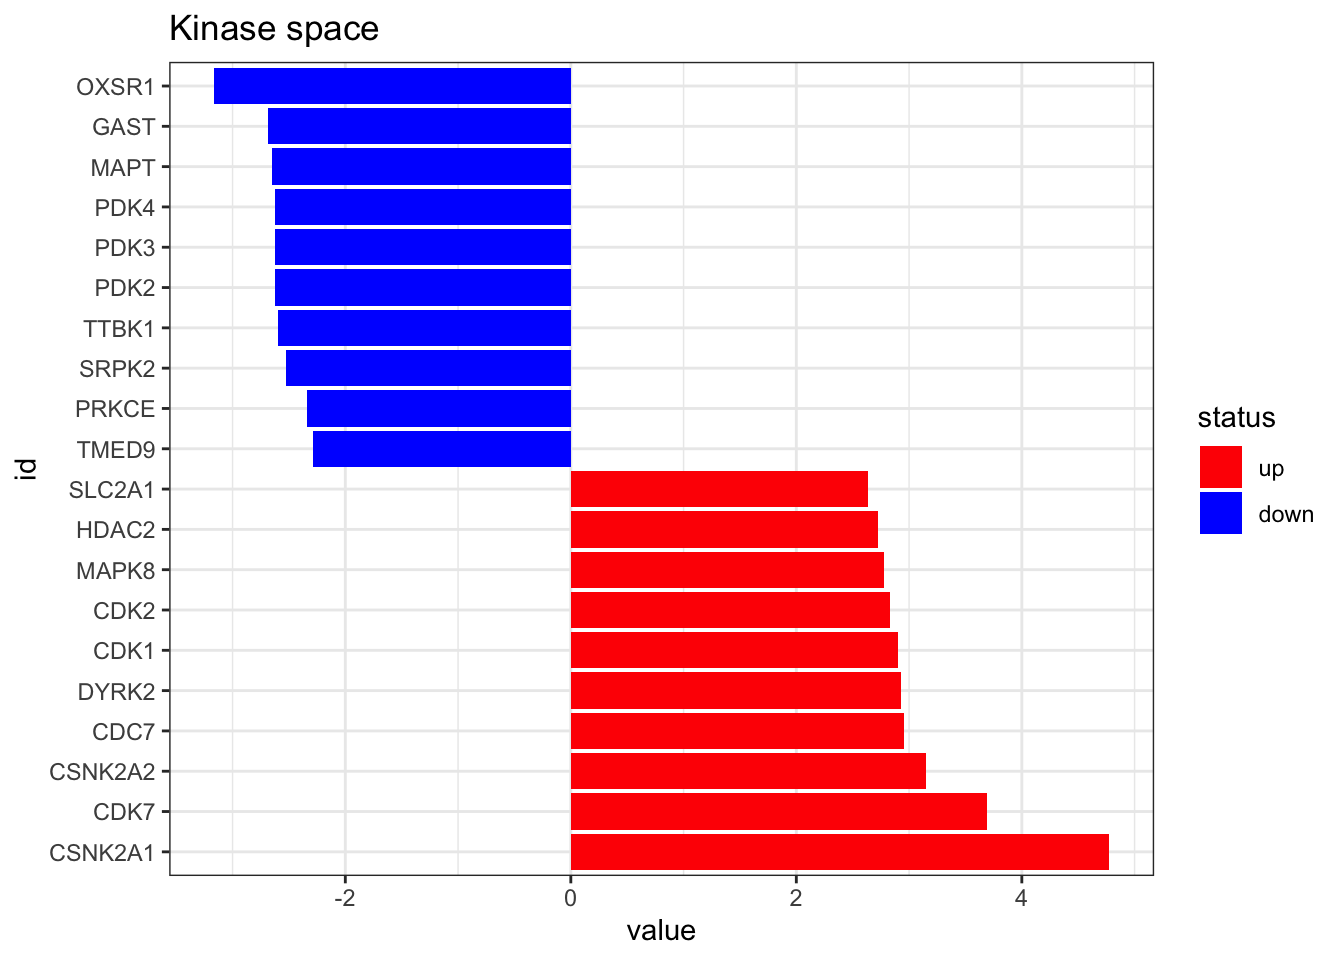 Kinase space
OXSR1
GAST
MAPT
PDK4
PDK3
PDK2
TTBK1
SRPK2
PRKCE
TMED9
SLC2A1
HDAC2
MAPK8
CDK2
CDK1
DYRK2
CDC7
CSNK2A2
CDK7
CSNK2A1
id
-2 0 2 4
value
status
up
down